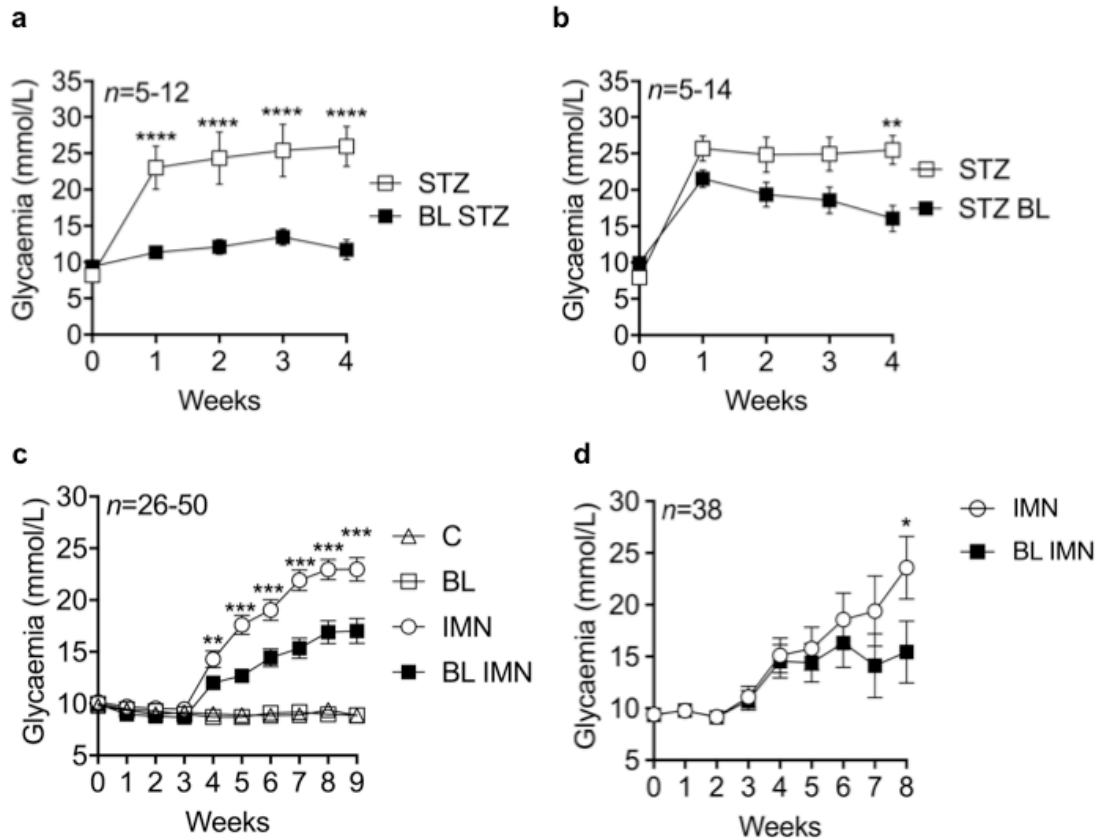 a
Glycaemia (mmol/L)
35
30
25
20
15
10
5
0
n=5-12
****
****
****
****
0 1 2 3 4
Weeks
STZ
BL STZ
b
Glycaemia (mmol/L)
35
30
25
20
15
10
5
0
n=5-14
**
0 1 2 3 4
Weeks
STZ
STZ BL
c
Glycaemia (mmol/L)
30
25
20
15
10
5
n=26-50
**
***
***
***
***
***
0 1 2 3 4 5 6 7 8 9
Weeks
C
BL
IMN
BL IMN
d
Glycaemia (mmol/L)
30
25
20
15
10
5
n=38
*
0 1 2 3 4 5 6 7 8
Weeks
IMN
BL IMN